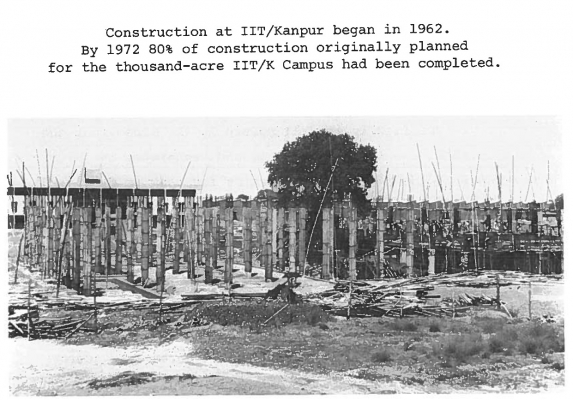 Construction at IIT/Kanpur began in 1962.
By 1972 80% of construction originally planned
for the thousand-acre IIT/K Campus had been completed.